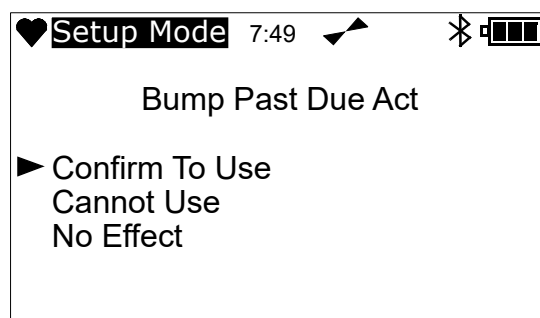 Setup Mode 7:49
Bump Past Due Act
Confirm To Use
Cannot Use
No Effect